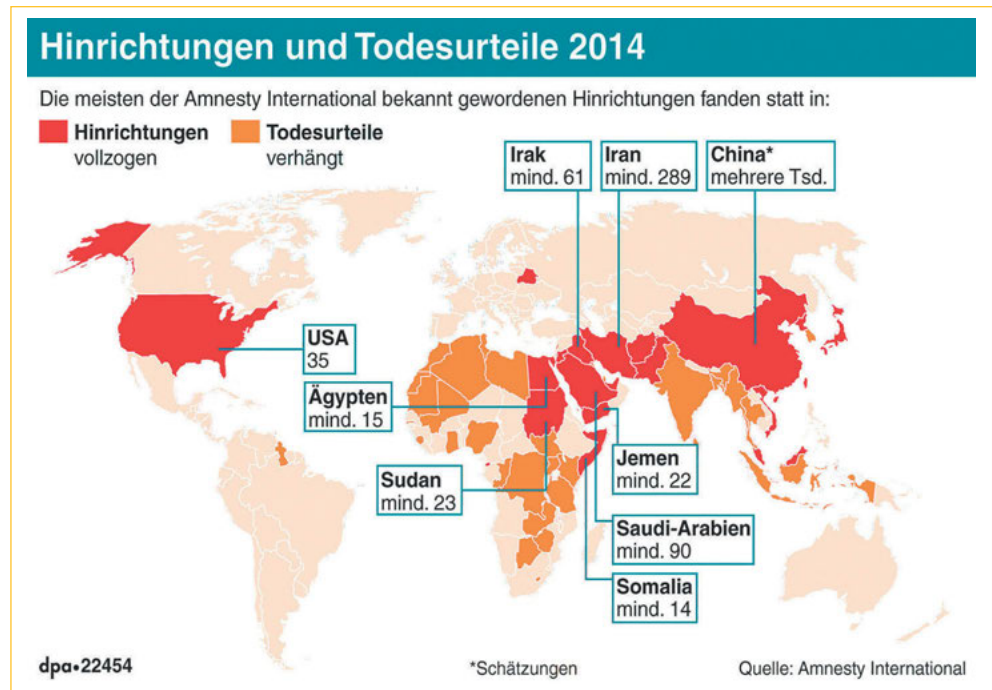 Hinrichtungen und Todesurteile 2014
Die meisten der Amnesty International bekannt gewordenen Hinrichtungen fanden statt in:
Hinrichtungen
vollzogen
Todesurteile
verhängt
Irak
mind. 61
Iran
mind. 289
China*
mehrere Tsd.
USA
35
Ägypten
mind. 15
Sudan
mind. 23
Jemen
mind. 22
Saudi-Arabien
mind. 90
Somalia
mind. 14
dpa•22454
*Schätzungen
Quelle: Amnesty International